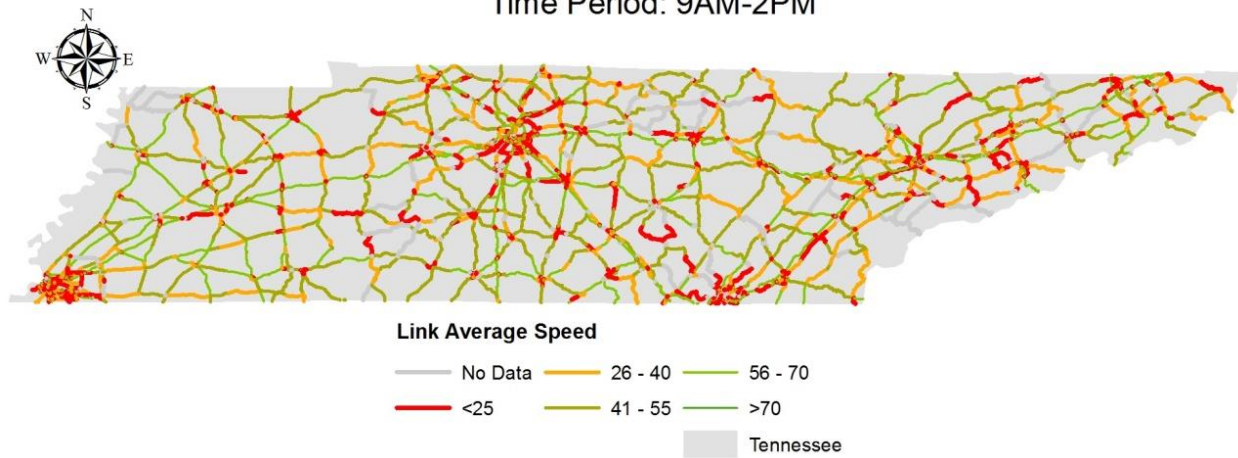 Time Period: 9AM-2PM
N
W E
S
Link Average Speed
No Data 26 - 40 56 - 70
<25 41 - 55 >70
Tennessee